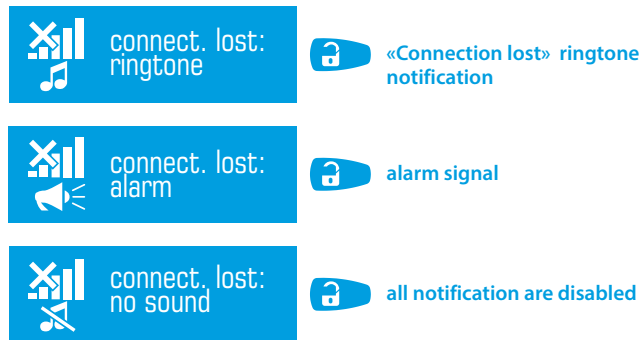 connect. lost:
ringtone
«Connection lost» ringtone
notification
connect. lost:
alarm
alarm signal
connect. lost:
no sound
all notification are disabled